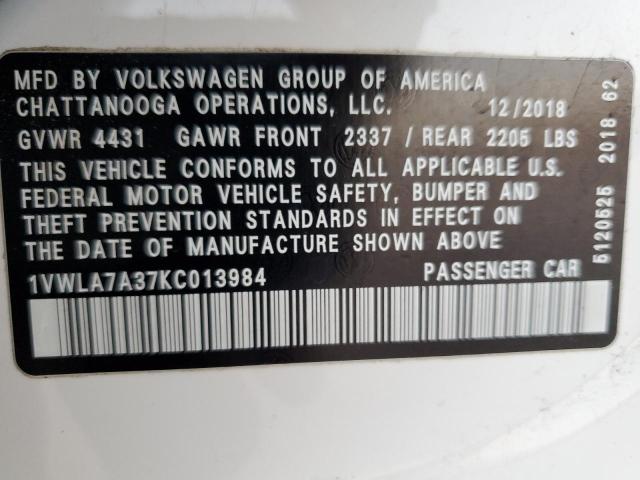 MFD BY VOLKSWAGEN GROUP OF AMERICA
CHATTANOOGA OPERATIONS, LLC. 12/2018
GVWR 4431 GAWR FRONT 2337 / REAR 2205 LBS
THIS VEHICLE CONFORMS TO ALL APPLICABLE U.S.
FEDERAL MOTOR VEHICLE SAFETY, BUMPER AND
THEFT PREVENTION STANDARDS IN EFFECT ON
THE DATE OF MANUFACTURE SHOWN ABOVE
1VWLA7A37KC013984 PASSENGER CAR
5120525 2018 62